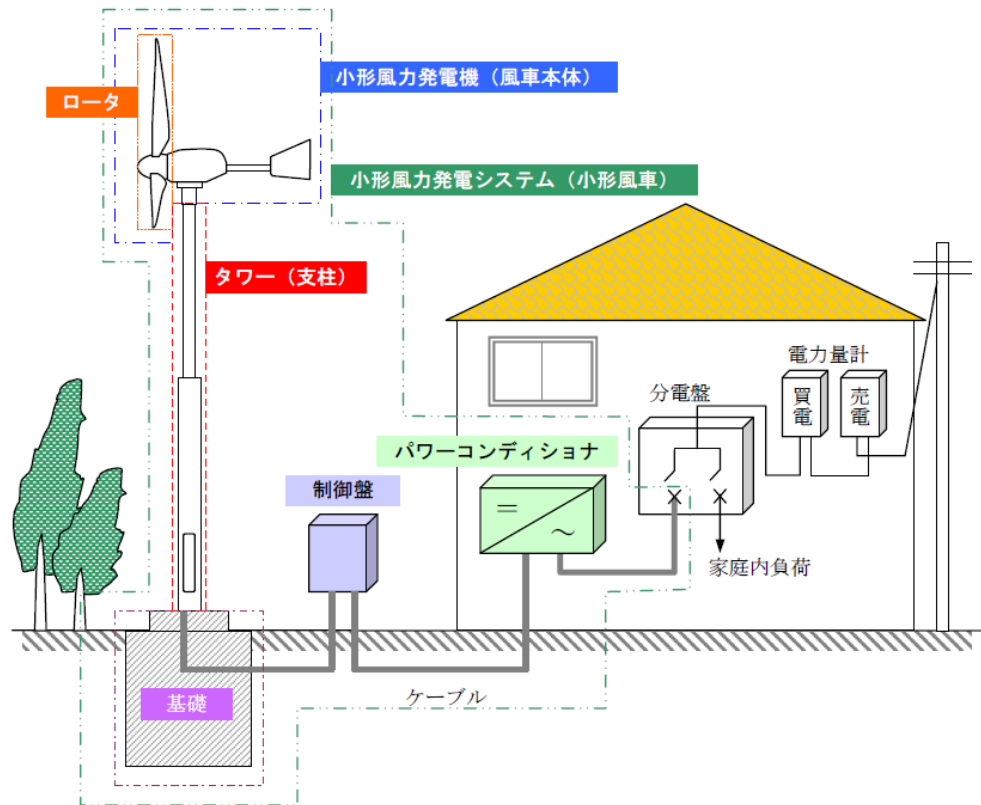 小形風力発電機（風車本体）
ロータ
小形風力発電システム（小形風車）
タワー（支柱）
電力量計
分電盤
買電
売電
パワーコンディショナ
制御盤
＝
～
家庭内負荷
ケーブル
基礎